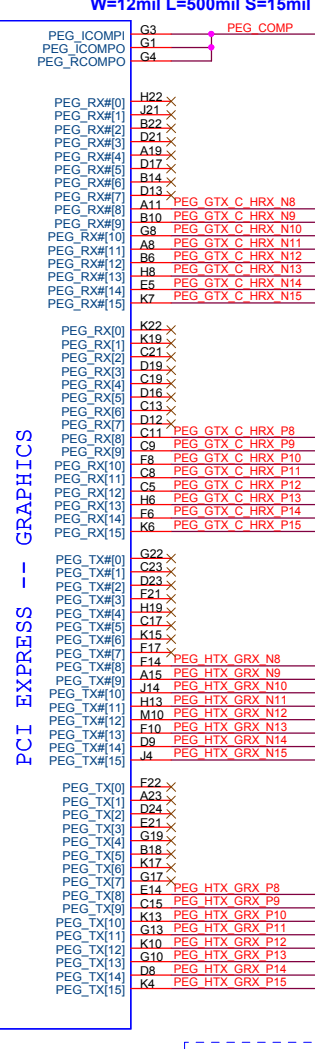 W=12mil L=500mil S=15mil
PEG_ICOMPI G3 PEG_COMP
PEG_ICOMPO G1
PEG_RCOMPO G4
PEG_RX#[0] H22
PEG_RX#[1] J21
PEG_RX#[2] B22
PEG_RX#[3] D21
PEG_RX#[4] A19
PEG_RX#[5] D17
PEG_RX#[6] B14
PEG_RX#[7] D13
PEG_RX#[8] A11 PEG_GTX_C_HRX_N8
PEG_RX#[9] B10 PEG_GTX_C_HRX_N9
PEG_RX#[10] G8 PEG_GTX_C_HRX_N10
PEG_RX#[11] A8 PEG_GTX_C_HRX_N11
PEG_RX#[12] B6 PEG_GTX_C_HRX_N12
PEG_RX#[13] H8 PEG_GTX_C_HRX_N13
PEG_RX#[14] E5 PEG_GTX_C_HRX_N14
PEG_RX#[15] K7 PEG_GTX_C_HRX_N15
PEG_RX[0] K22
PEG_RX[1] K19
PEG_RX[2] C21
PEG_RX[3] D19
PEG_RX[4] C19
PEG_RX[5] D16
PEG_RX[6] C13
PEG_RX[7] D12
PEG_RX[8] C11 PEG_GTX_C_HRX_P8
PEG_RX[9] C9 PEG_GTX_C_HRX_P9
PEG_RX[10] F8 PEG_GTX_C_HRX_P10
PEG_RX[11] C8 PEG_GTX_C_HRX_P11
PEG_RX[12] C5 PEG_GTX_C_HRX_P12
PEG_RX[13] H6 PEG_GTX_C_HRX_P13
PEG_RX[14] F6 PEG_GTX_C_HRX_P14
PEG_RX[15] K6 PEG_GTX_C_HRX_P15
PCI EXPRESS -- GRAPHICS
PEG_TX#[0] G22
PEG_TX#[1] C23
PEG_TX#[2] D23
PEG_TX#[3] F21
PEG_TX#[4] H19
PEG_TX#[5] C17
PEG_TX#[6] K15
PEG_TX#[7] F17
PEG_TX#[8] F14 PEG_HTX_GRX_N8
PEG_TX#[9] A15 PEG_HTX_GRX_N9
PEG_TX#[10] J14 PEG_HTX_GRX_N10
PEG_TX#[11] H13 PEG_HTX_GRX_N11
PEG_TX#[12] M10 PEG_HTX_GRX_N12
PEG_TX#[13] F10 PEG_HTX_GRX_N13
PEG_TX#[14] D9 PEG_HTX_GRX_N14
PEG_TX#[15] J4 PEG_HTX_GRX_N15
PEG_TX[0] F22
PEG_TX[1] A23
PEG_TX[2] D24
PEG_TX[3] E21
PEG_TX[4] G19
PEG_TX[5] B18
PEG_TX[6] K17
PEG_TX[7] G17
PEG_TX[8] E14 PEG_HTX_GRX_P8
PEG_TX[9] C15 PEG_HTX_GRX_P9
PEG_TX[10] K13 PEG_HTX_GRX_P10
PEG_TX[11] G13 PEG_HTX_GRX_P11
PEG_TX[12] K10 PEG_HTX_GRX_P12
PEG_TX[13] G10 PEG_HTX_GRX_P13
PEG_TX[14] D8 PEG_HTX_GRX_P14
PEG_TX[15] K4 PEG_HTX_GRX_P15